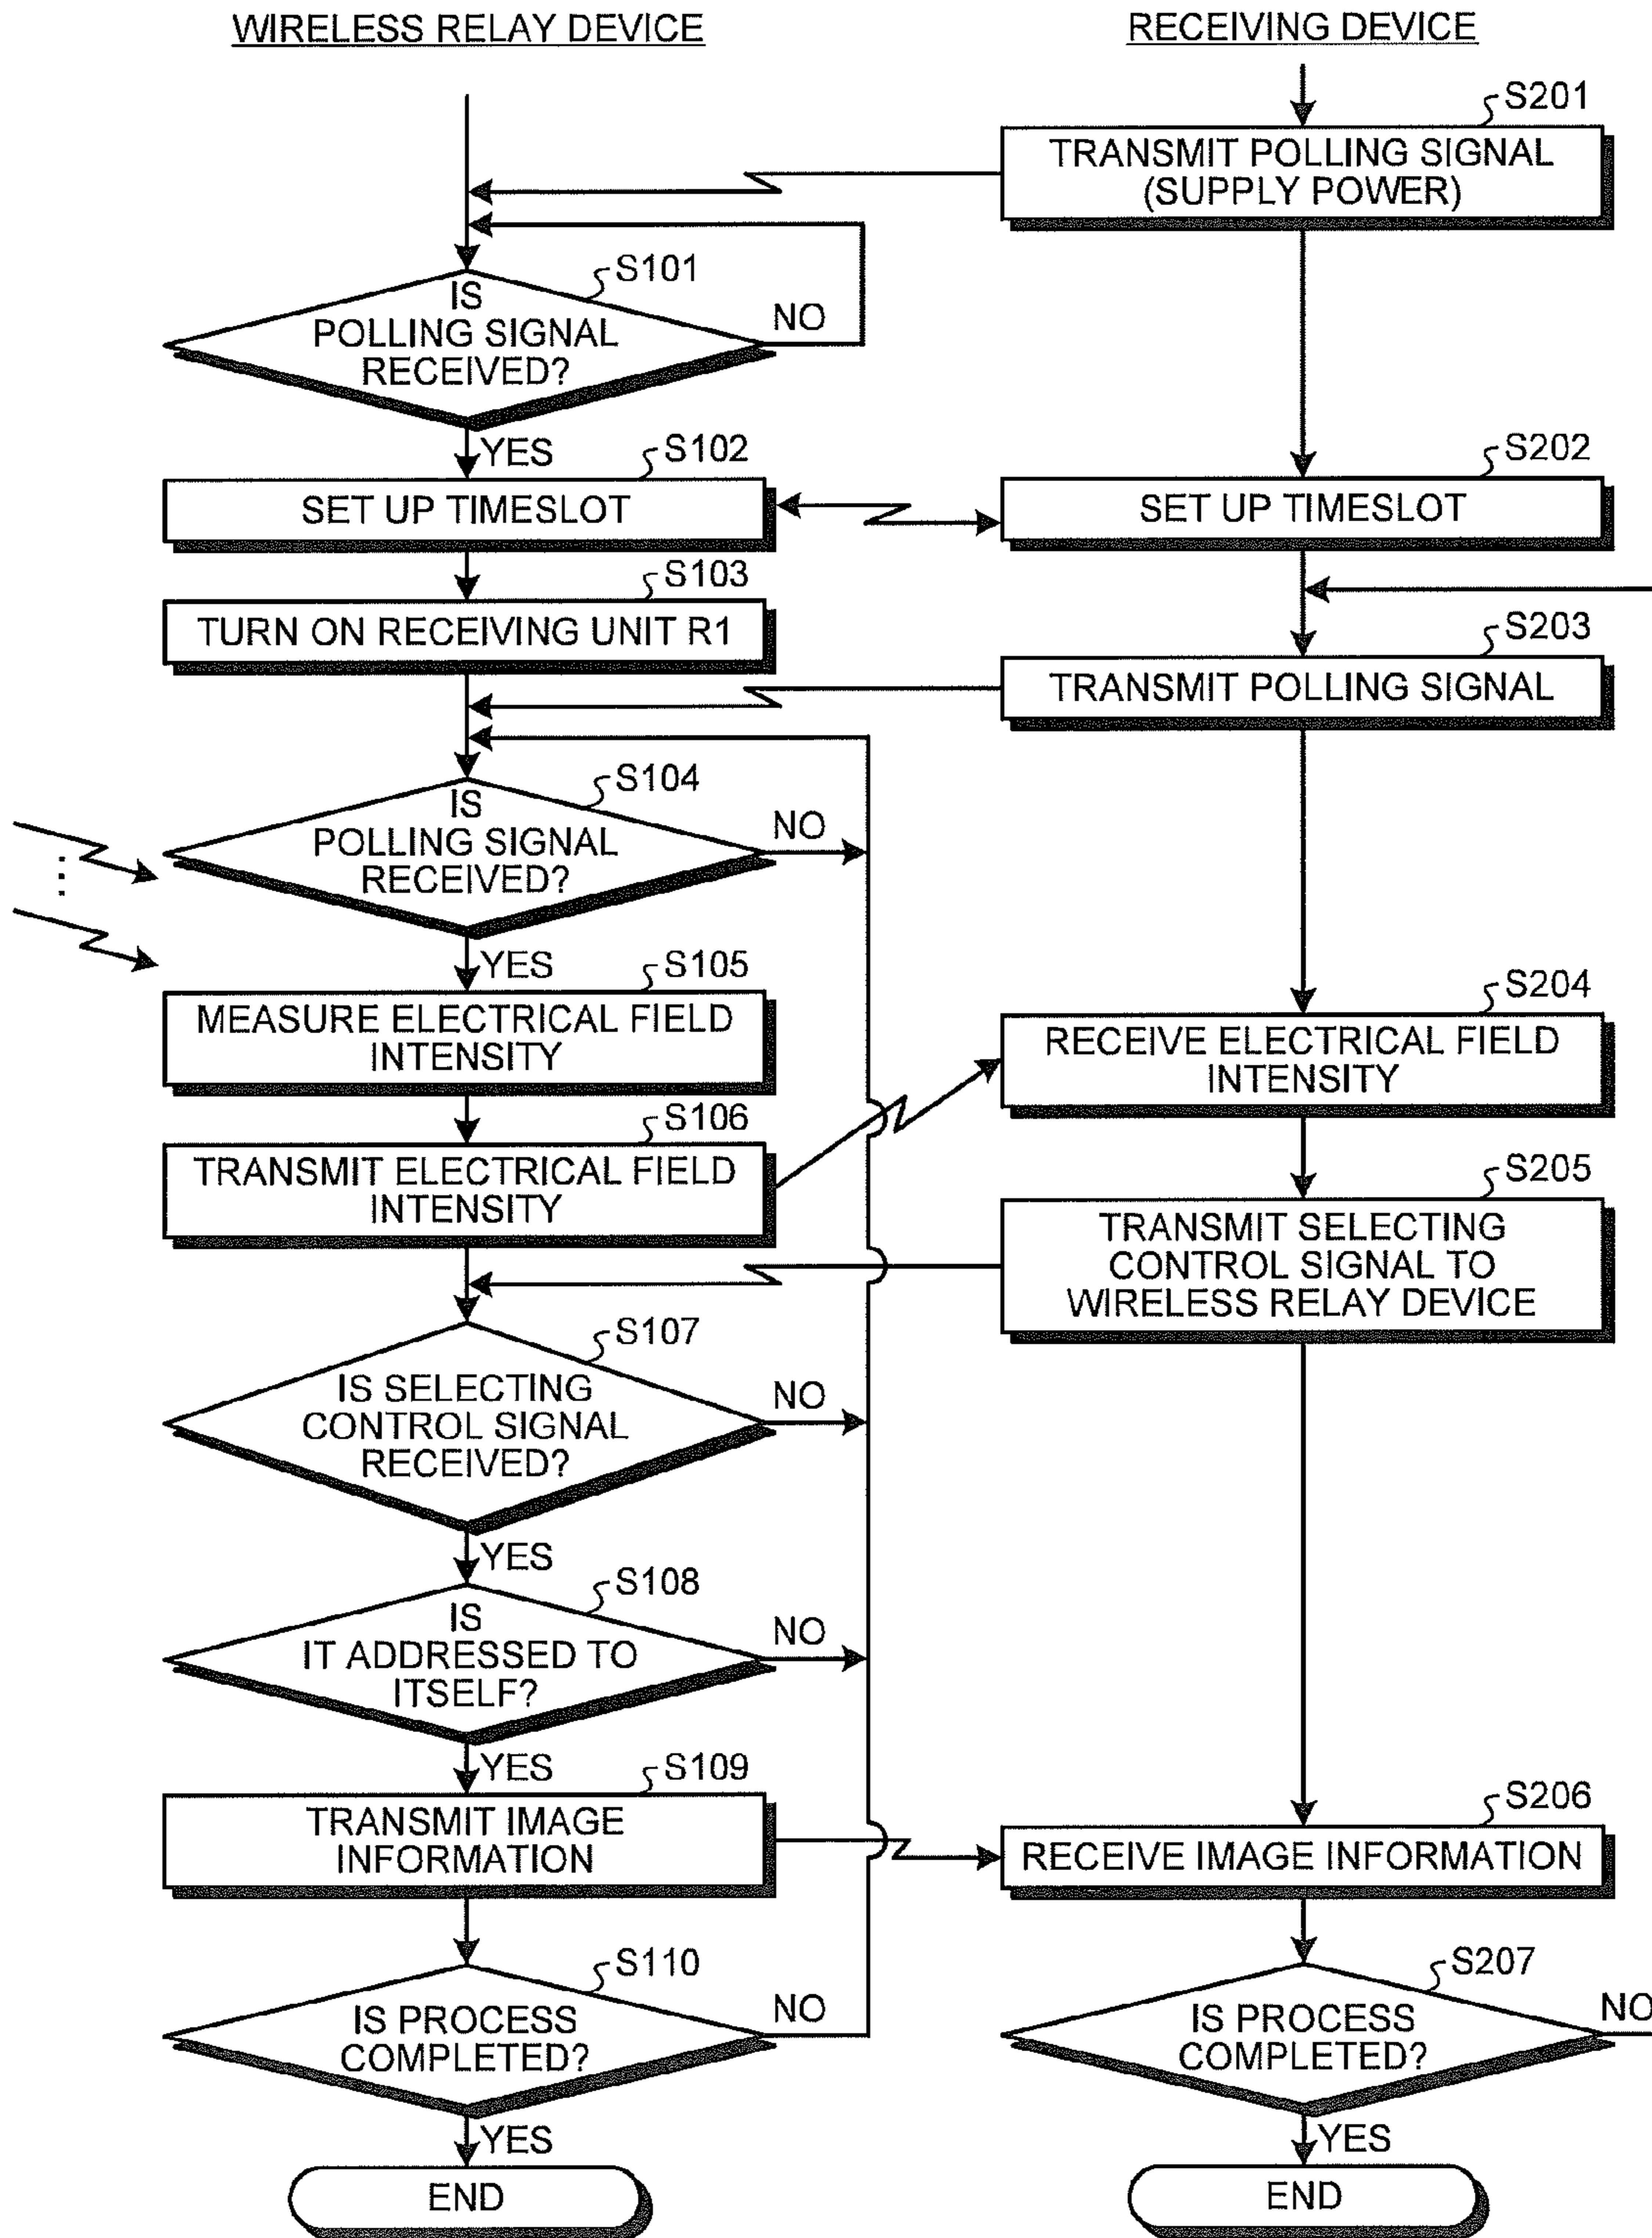 WIRELESS RELAY DEVICE
S101
IS
POLLING SIGNAL
RECEIVED?
NO
YES
S102
SET UP TIMESLOT
S103
TURN ON RECEIVING UNIT R1
S104
IS
POLLING SIGNAL
RECEIVED?
NO
YES
S105
MEASURE ELECTRICAL FIELD
INTENSITY
S106
TRANSMIT ELECTRICAL FIELD
INTENSITY
S107
IS SELECTING
CONTROL SIGNAL
RECEIVED?
NO
YES
S108
IS
IT ADDRESSED TO
ITSELF?
NO
YES
S109
TRANSMIT IMAGE
INFORMATION
S110
IS PROCESS
COMPLETED?
NO
YES
END
RECEIVING DEVICE
S201
TRANSMIT POLLING SIGNAL
(SUPPLY POWER)
S202
SET UP TIMESLOT
S203
TRANSMIT POLLING SIGNAL
S204
RECEIVE ELECTRICAL FIELD
INTENSITY
S205
TRANSMIT SELECTING
CONTROL SIGNAL TO
WIRELESS RELAY DEVICE
S206
RECEIVE IMAGE INFORMATION
S207
IS PROCESS
COMPLETED?
NO
YES
END